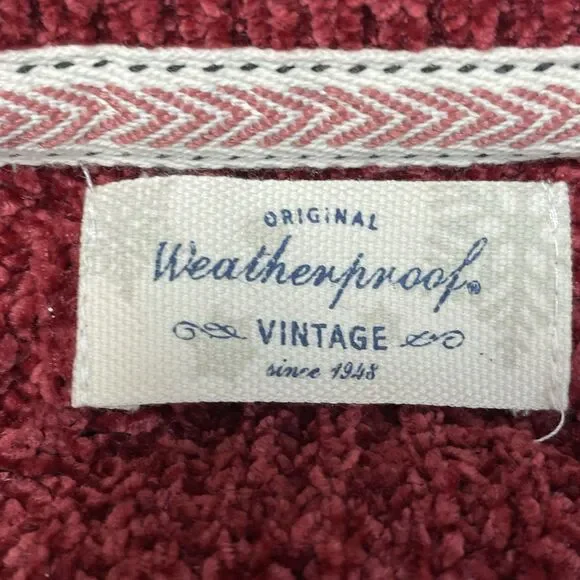 ORIGINAL
Weatherproof®
VINTAGE
since 1948